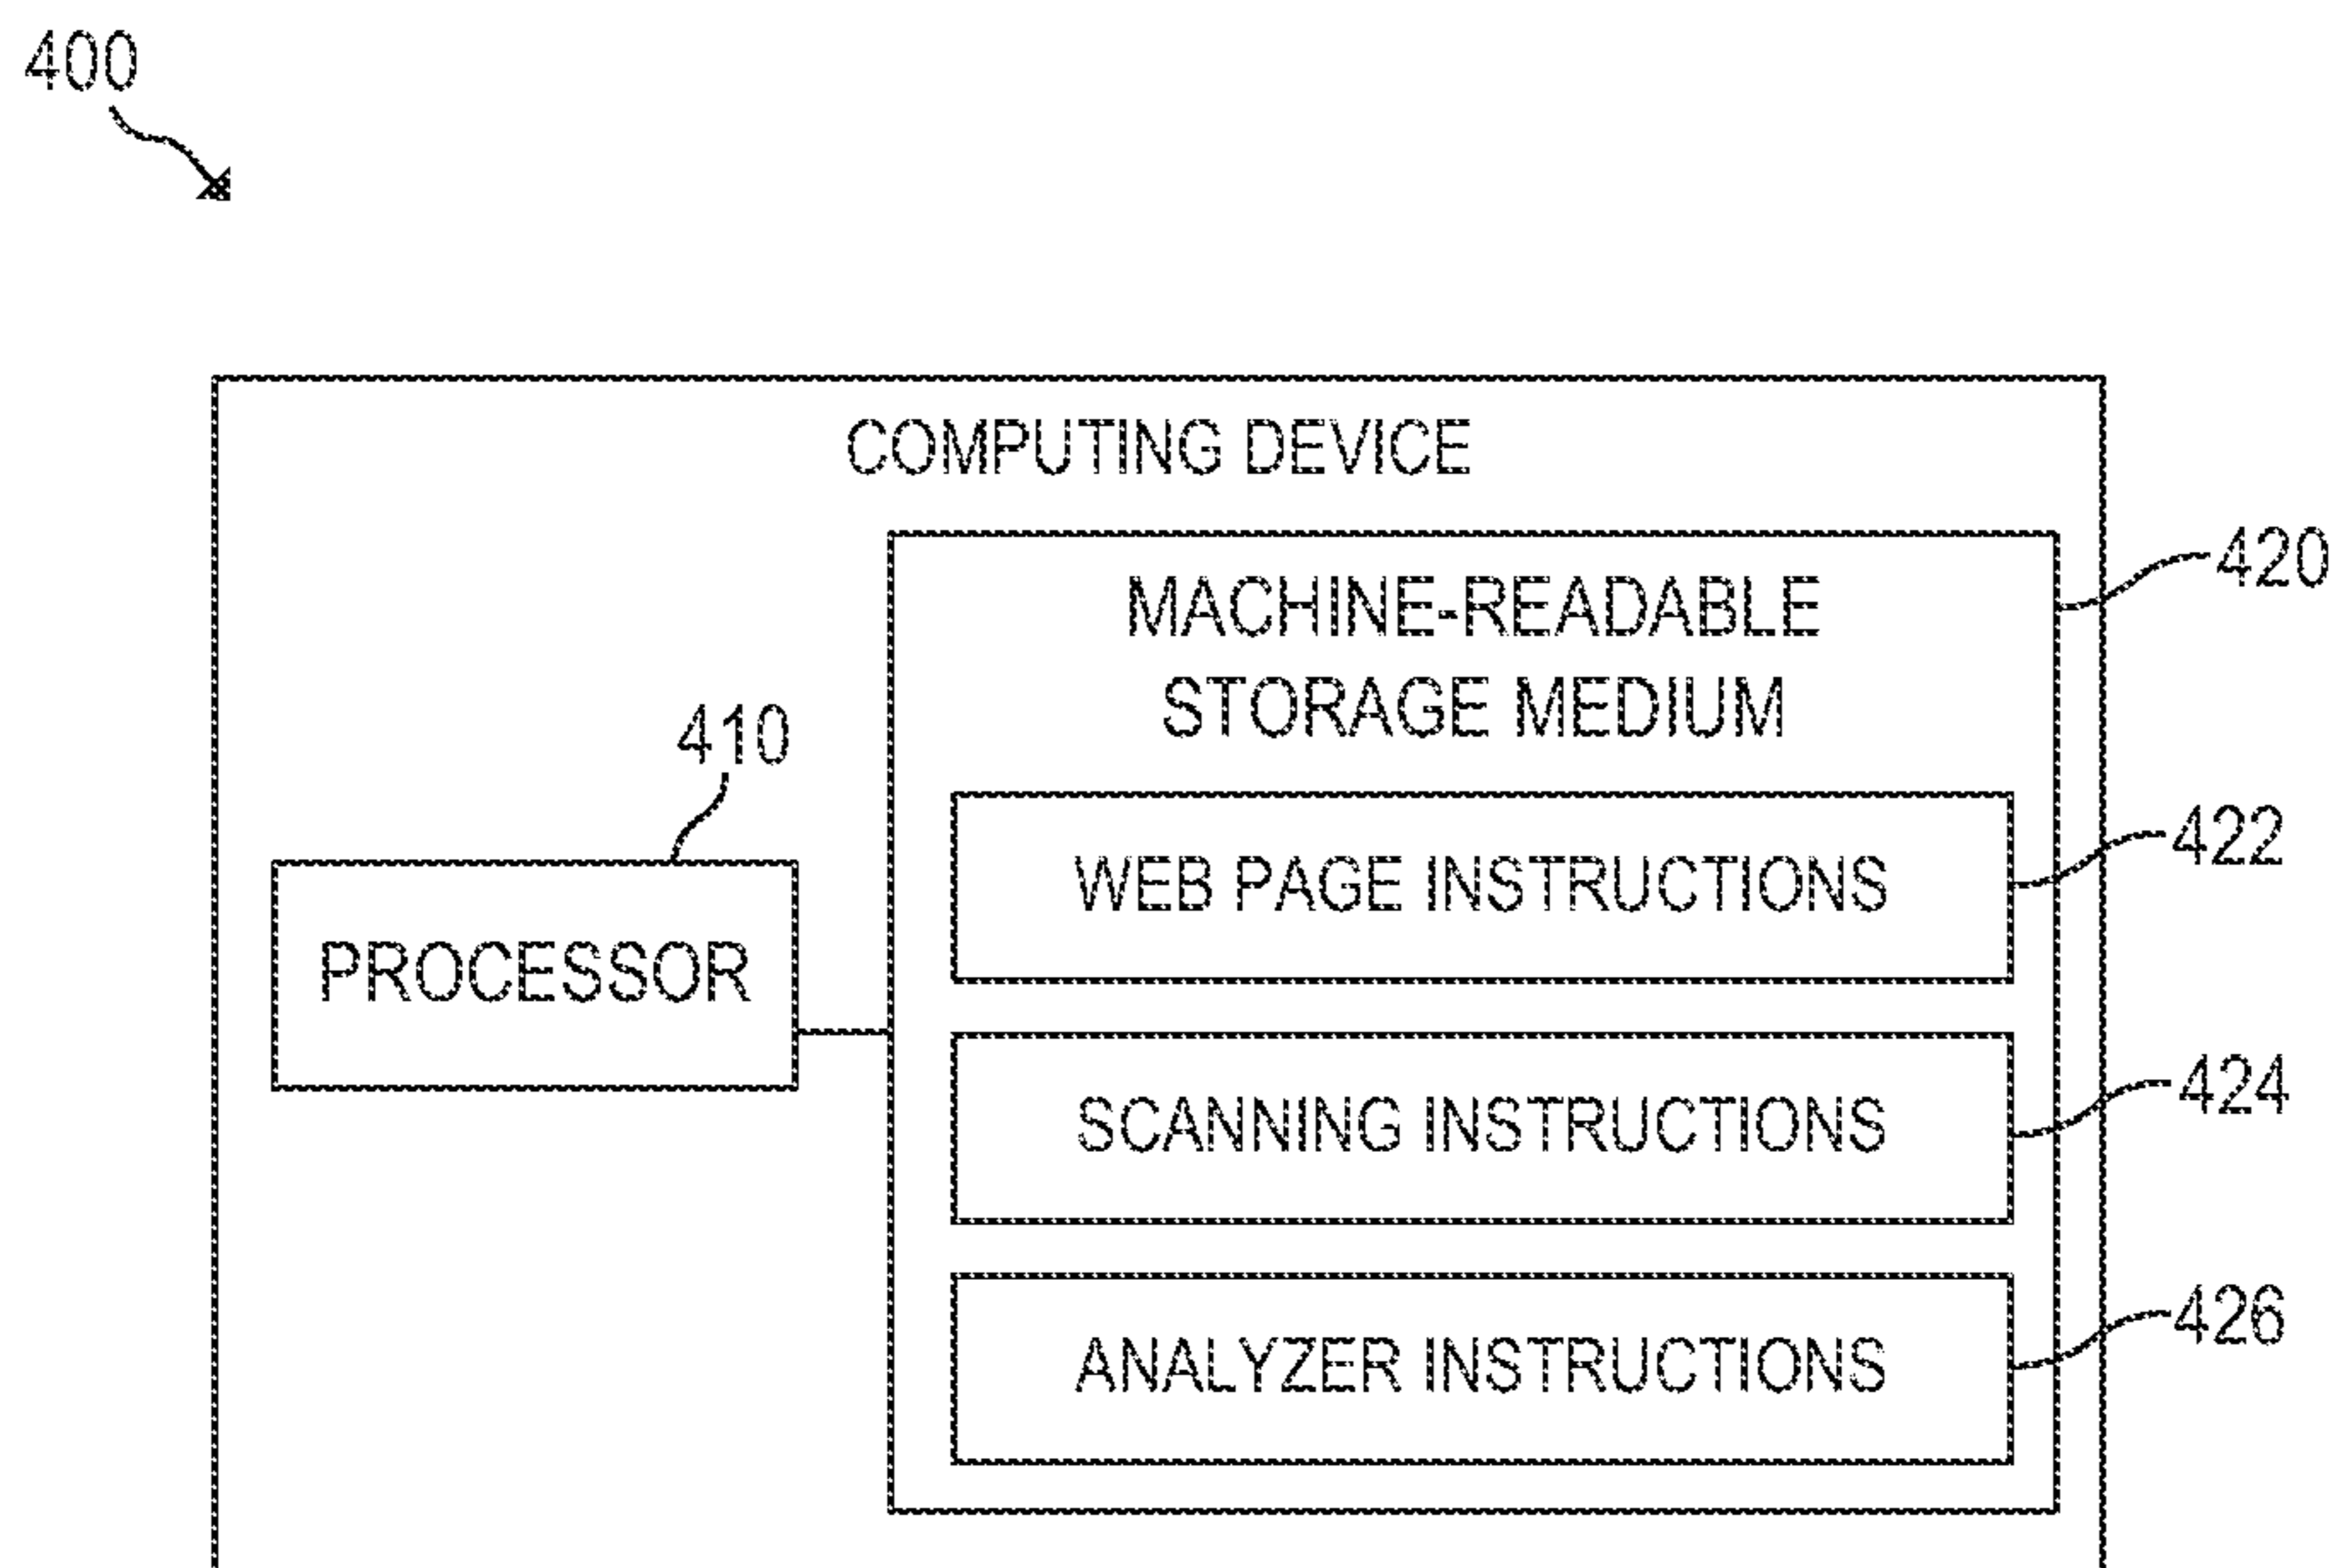 400
COMPUTING DEVICE
420
MACHINE-READABLE
STORAGE MEDIUM
410
422
WEB PAGE INSTRUCTIONS
PROCESSOR
424
SCANNING INSTRUCTIONS
426
ANALYZER INSTRUCTIONS